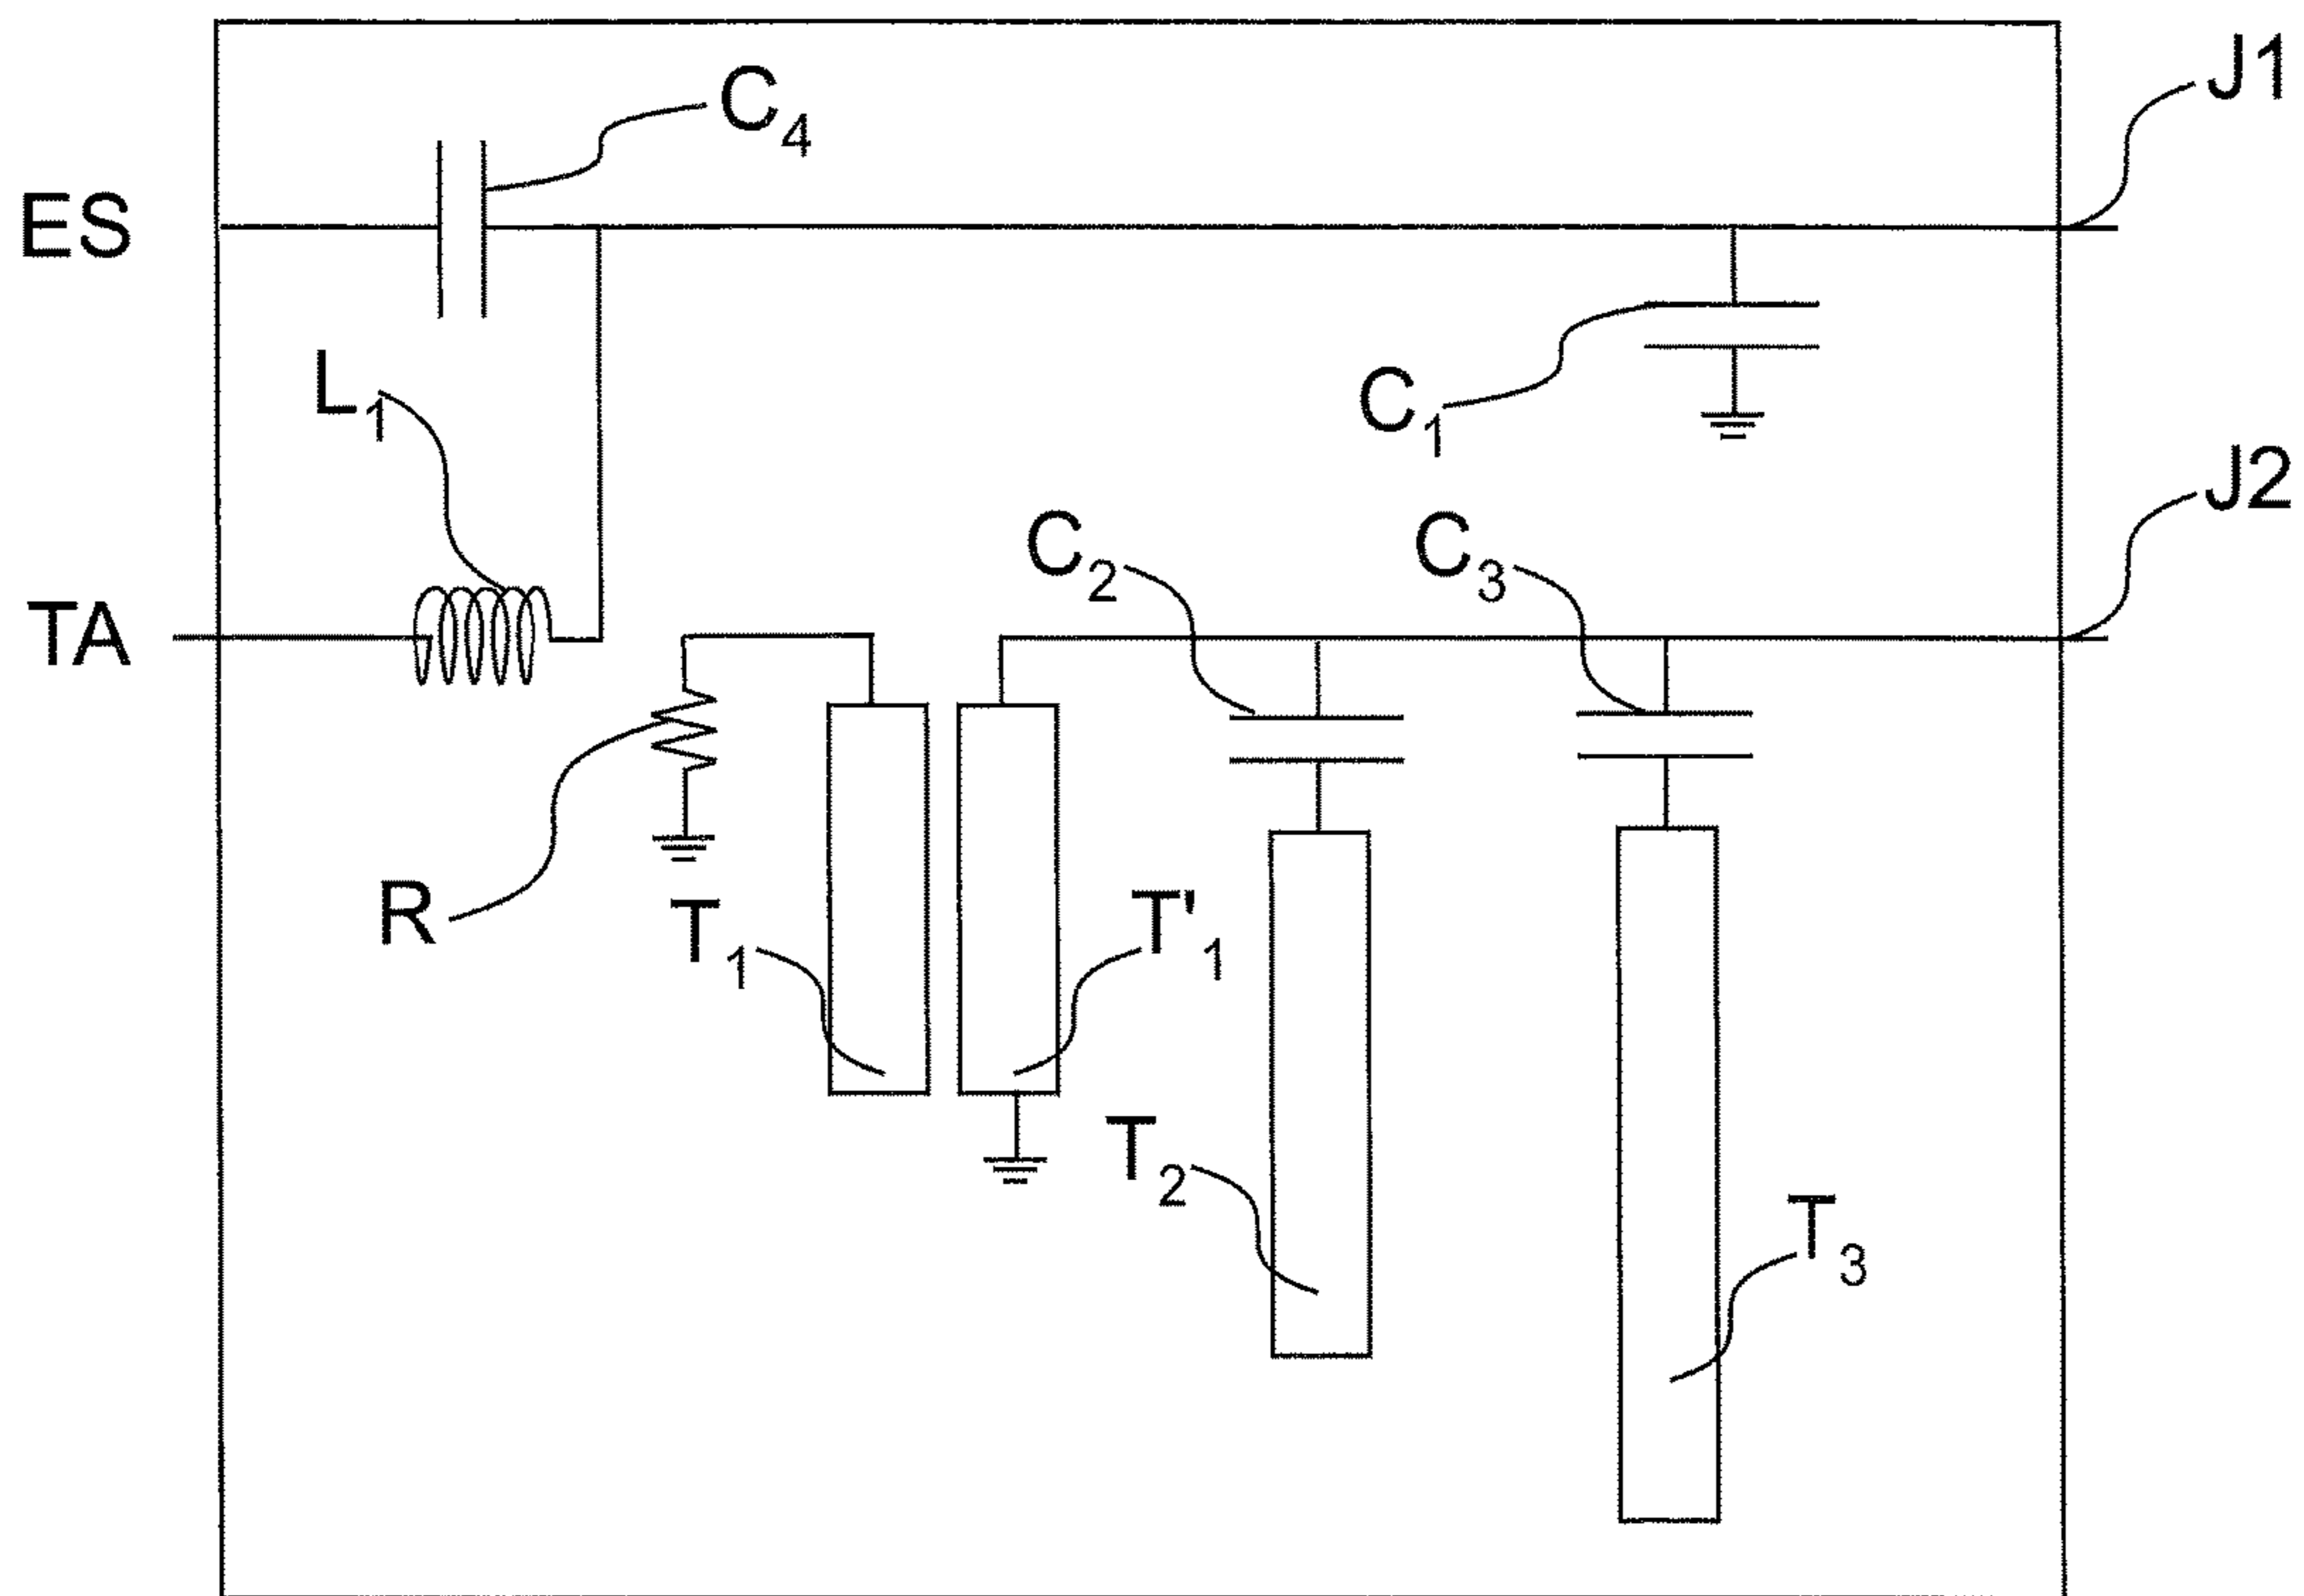 J1
C₄
ES
L₁
C₁
J2
C₂
C₃
TA
R
T₁
T'₁
T₂
T₃